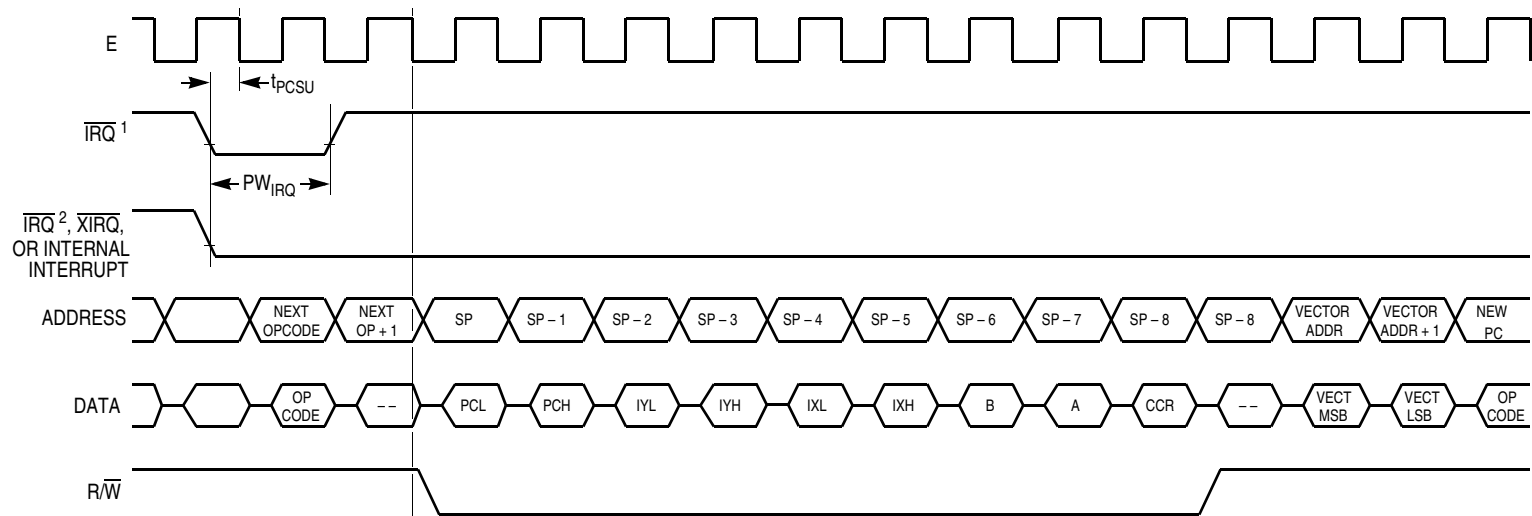 E
tPCSU
IRQ 1
PWIRQ
IRQ 2, XIRQ,
OR INTERNAL
INTERRUPT
ADDRESS
NEXT OPCODE
NEXT OP + 1
SP
SP – 1
SP – 2
SP – 3
SP – 4
SP – 5
SP – 6
SP – 7
SP – 8
SP – 8
VECTOR ADDR
VECTOR ADDR + 1
NEW PC
DATA
OP CODE
– –
PCL
PCH
IYL
IYH
IXL
IXH
B
A
CCR
– –
VECT MSB
VECT LSB
OP CODE
R/W